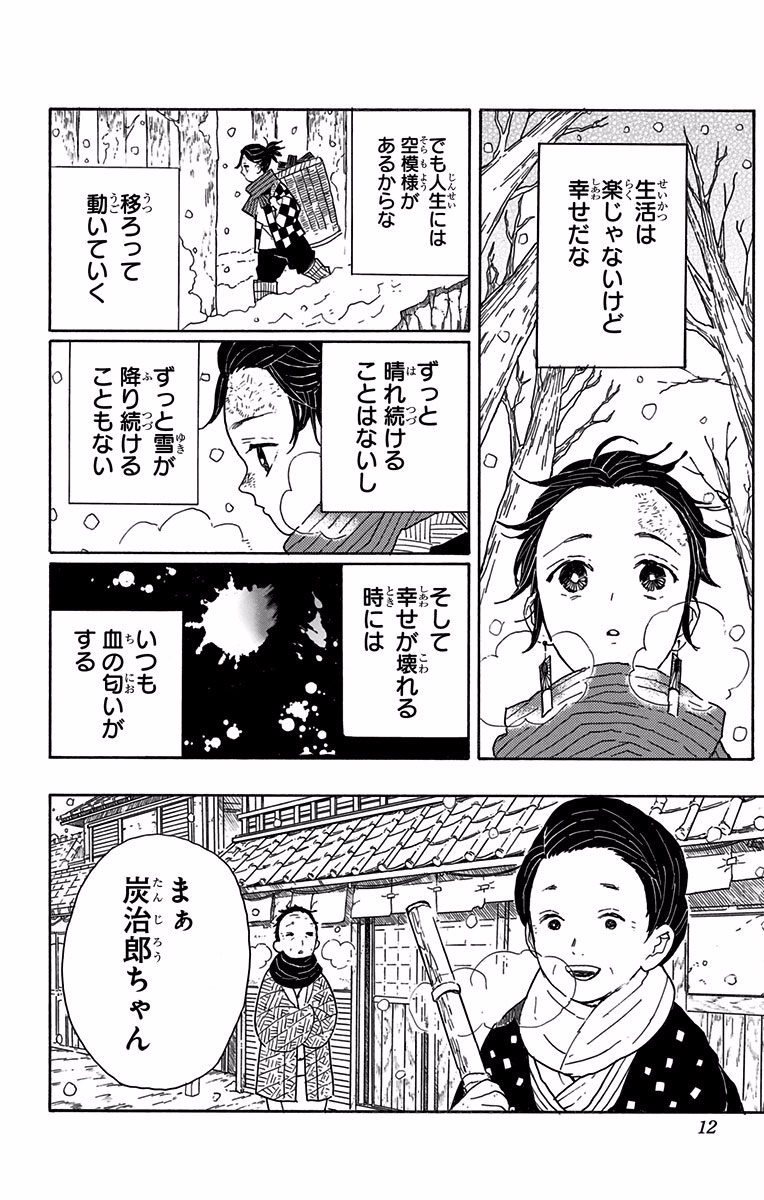 生活は
楽じゃないけど
幸せだな
でも人生には
空模様が
あるからな
移ろって
動いていく
ずっと
晴れ続ける
ことはないし
ずっと雪が
降り続ける
こともない
そして
幸せが壊れる
時には
いつも
血の匂いが
する
まぁ
炭治郎ちゃん
12